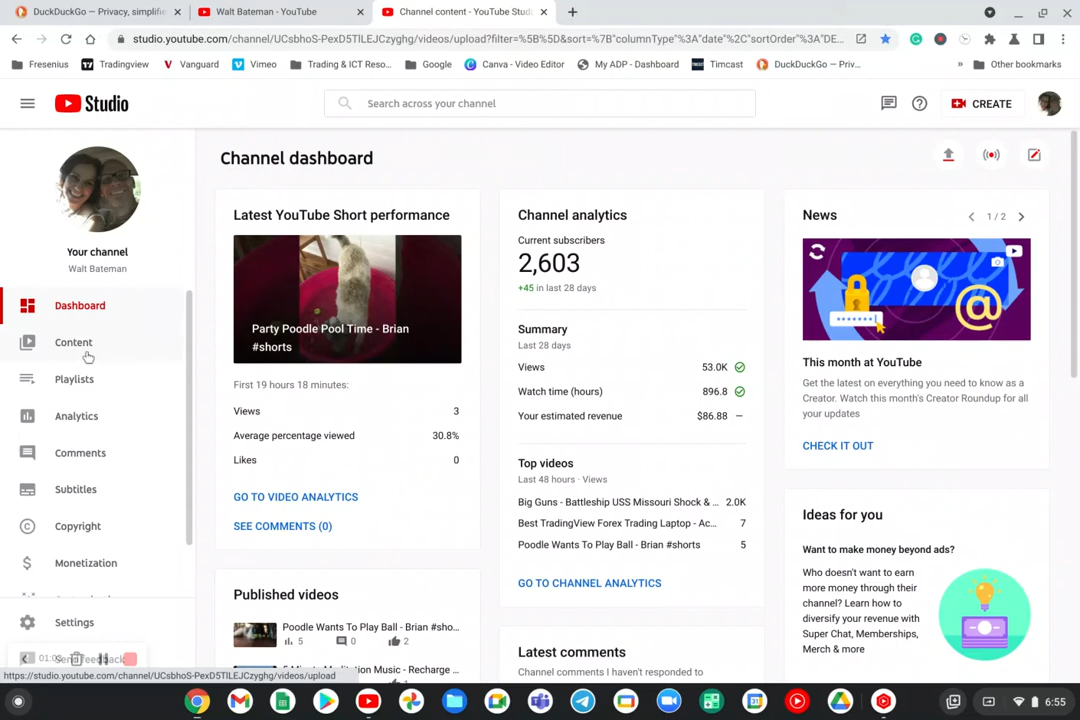 DuckDuckGo — Privacy, simplifie
Walt Bateman - YouTube
Channel content - YouTube Stud
studio.youtube.com/channel/UCsbhoS-PexD5TlLEJCzyghg/videos/upload?filter=%5B%5D&sort=%7B"columnType"%3A"date"%2C"sortOrder"%3A"DE...
Fresenius
Tradingview
Vanguard
Vimeo
Trading & ICT Reso...
Google
Canva - Video Editor
My ADP - Dashboard
Timcast
DuckDuckGo — Priv...
»
Other bookmarks
Studio
Search across your channel
CREATE
Your channel
Walt Bateman
Dashboard
Content
Playlists
Analytics
Comments
Subtitles
Copyright
Monetization
Settings
Send feedback
Channel dashboard
Latest YouTube Short performance
Party Poodle Pool Time - Brian
#shorts
First 19 hours 18 minutes:
Views 3
Average percentage viewed 30.8%
Likes 0
GO TO VIDEO ANALYTICS
SEE COMMENTS (0)
Published videos
Poodle Wants To Play Ball - Brian #sho...
5 0 2
5 Minute Meditation Music - Recharge ...
Channel analytics
Current subscribers
2,603
+45 in last 28 days
Summary
Last 28 days
Views 53.0K
Watch time (hours) 896.8
Your estimated revenue $86.88 —
Top videos
Last 48 hours · Views
Big Guns - Battleship USS Missouri Shock & ... 2.0K
Best TradingView Forex Trading Laptop - Ac... 7
Poodle Wants To Play Ball - Brian #shorts 5
GO TO CHANNEL ANALYTICS
Latest comments
Channel comments I haven't responded to
News
1 / 2
@
*******
This month at YouTube
Get the latest on everything you need to know as a
Creator. Watch this month's Creator Roundup for all
your updates
CHECK IT OUT
Ideas for you
Want to make money beyond ads?
Who doesn't want to earn
more money through their
channel? Learn how to
diversify your revenue with
Super Chat, Memberships,
Merch & more
https://studio.youtube.com/channel/UCsbhoS-PexD5TlLEJCzyghg/videos/upload
6:55